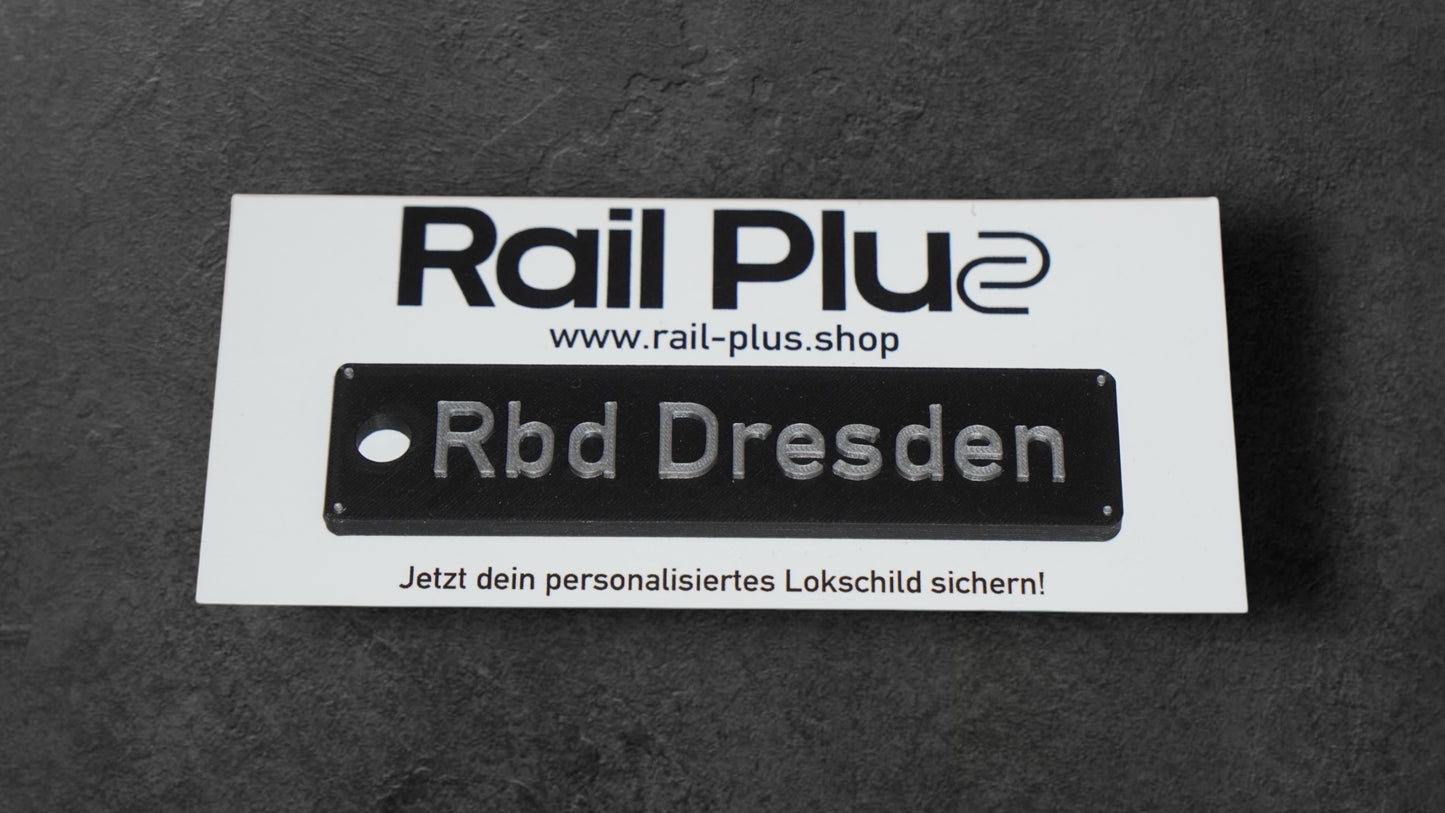 Rail Plus
www.rail-plus.shop
Rbd Dresden
Jetzt dein personalisiertes Lokschild sichern!